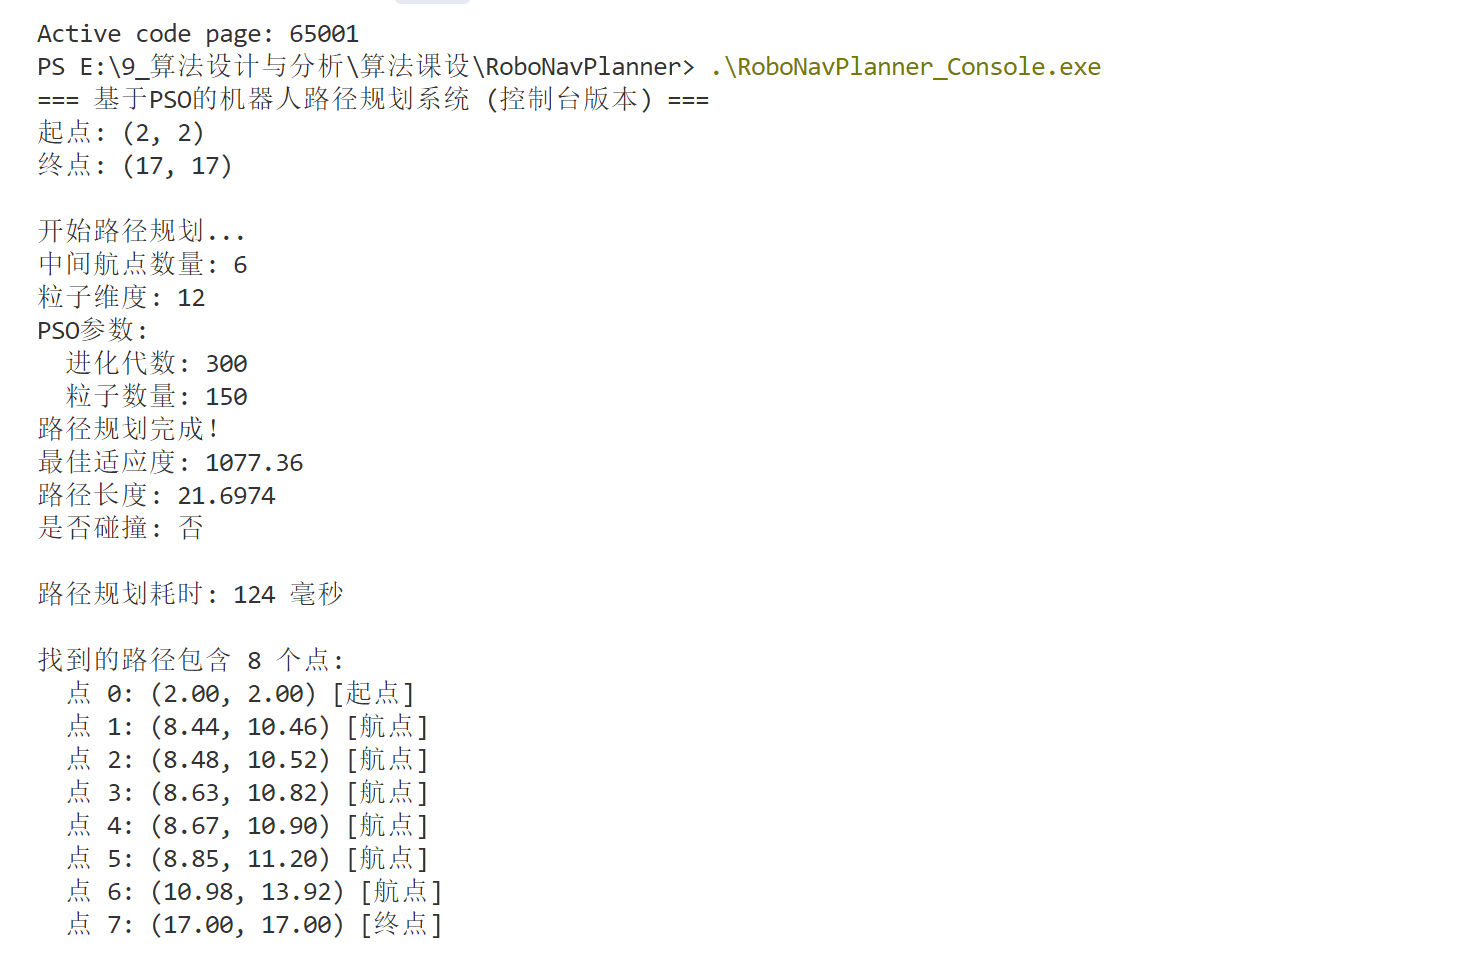 Active code page: 65001
PS E:\9_算法设计与分析\算法课设\RoboNavPlanner> .\RoboNavPlanner_Console.exe
=== 基于PSO的机器人路径规划系统 (控制台版本) ===
起点: (2, 2)
终点: (17, 17)
开始路径规划...
中间航点数量: 6
粒子维度: 12
PSO参数:
进化代数: 300
粒子数量: 150
路径规划完成!
最佳适应度: 1077.36
路径长度: 21.6974
是否碰撞: 否
路径规划耗时: 124 毫秒
找到的路径包含 8 个点:
点 0: (2.00, 2.00) [起点]
点 1: (8.44, 10.46) [航点]
点 2: (8.48, 10.52) [航点]
点 3: (8.63, 10.82) [航点]
点 4: (8.67, 10.90) [航点]
点 5: (8.85, 11.20) [航点]
点 6: (10.98, 13.92) [航点]
点 7: (17.00, 17.00) [终点]